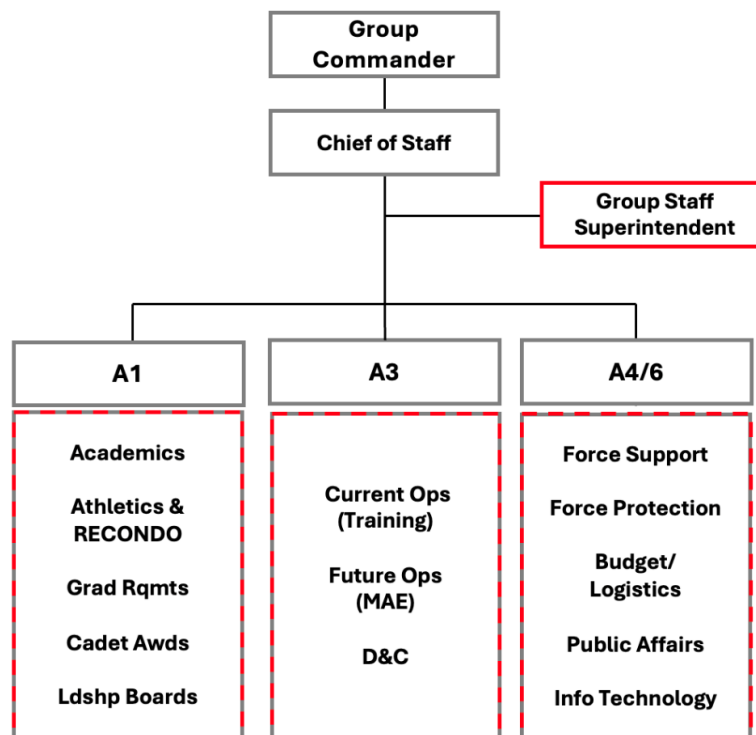 Group
Commander
Chief of Staff
Group Staff
Superintendent
A1
A3
A4/6
Academics
Athletics &
RECONDO
Grad Rqmts
Cadet Awds
Ldshp Boards
Current Ops
(Training)
Future Ops
(MAE)
D&C
Force Support
Force Protection
Budget/
Logistics
Public Affairs
Info Technology